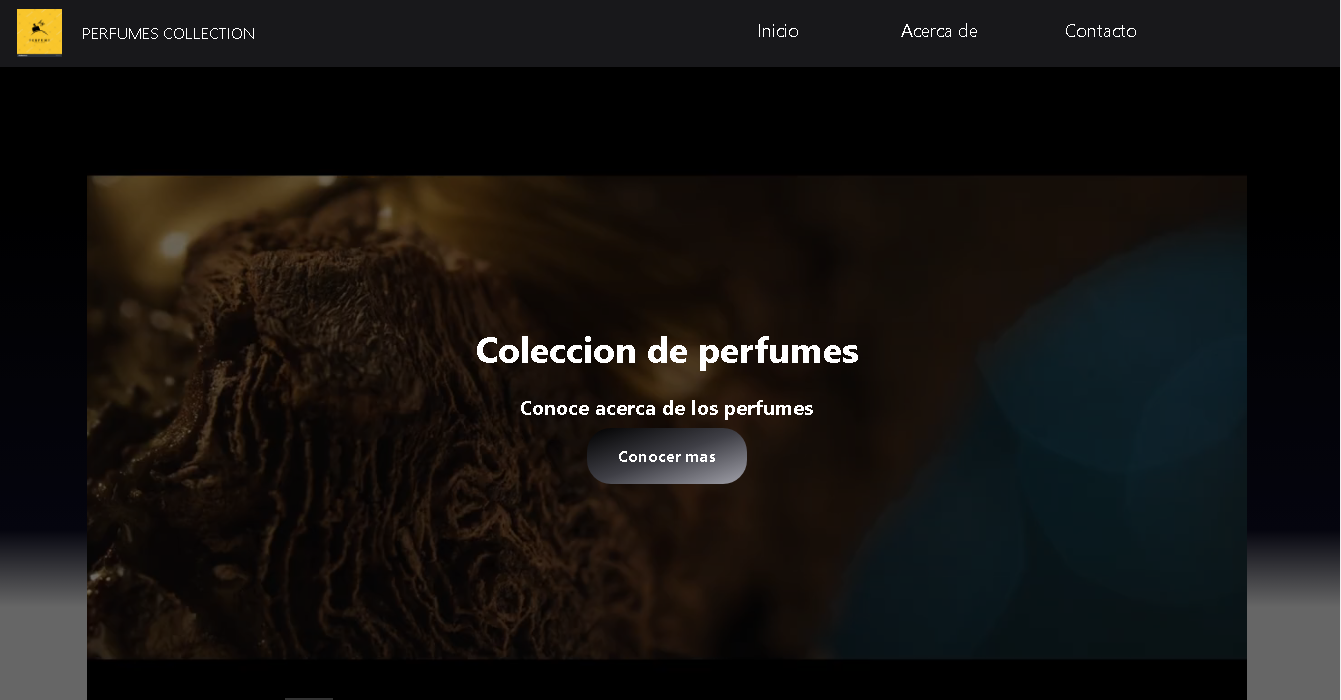 PERFUMES COLLECTION
Inicio
Acerca de
Contacto
Coleccion de perfumes
Conoce acerca de los perfumes
Conocer mas